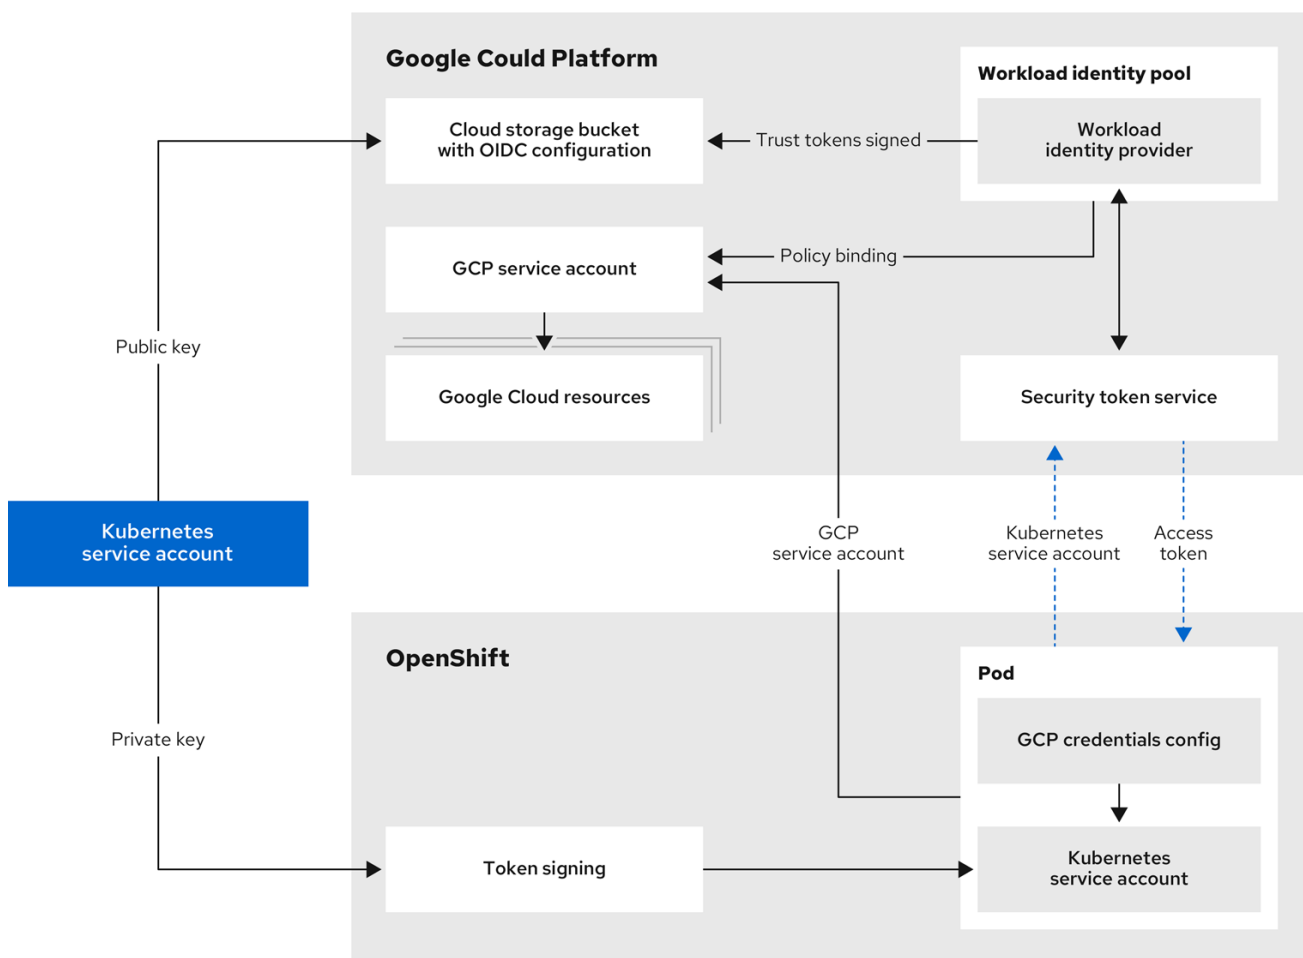 Google Could Platform
Workload identity pool
Cloud storage bucket
with OIDC configuration
Trust tokens signed
Workload
identity provider
GCP service account
Policy binding
Public key
Google Cloud resources
Security token service
Kubernetes
service account
GCP
service account
Kubernetes
service account
Access
token
OpenShift
Pod
Private key
GCP credentials config
Token signing
Kubernetes
service account